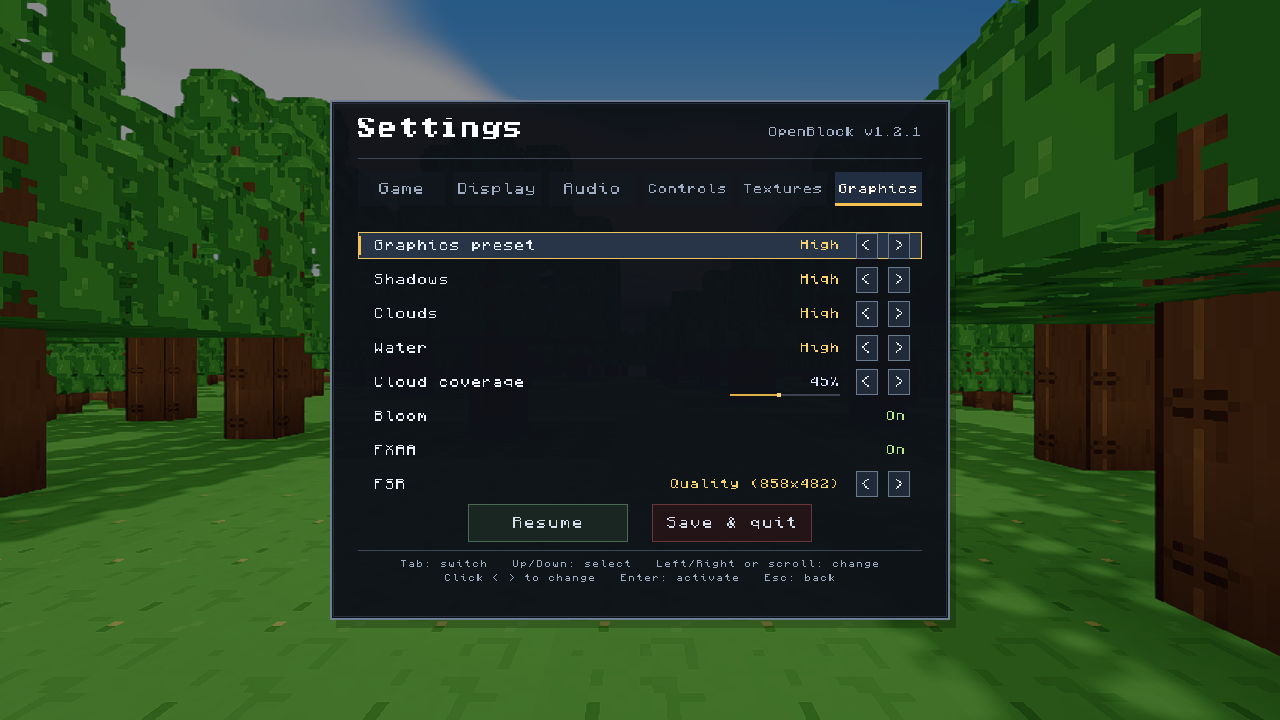 Settings
OpenBlook v1.2.1
Game Display Audio Controls Textures Graphics
Graphics preset High < >
Shadows High < >
Clouds High < >
Water High < >
Cloud coverage 45% < >
Bloom On
FXAA On
FSR Quality (858x482) < >
Resume Save & quit
Tab: switch Up/Down: select Left/Right or scroll: change
Click < > to change Enter: activate Esc: back